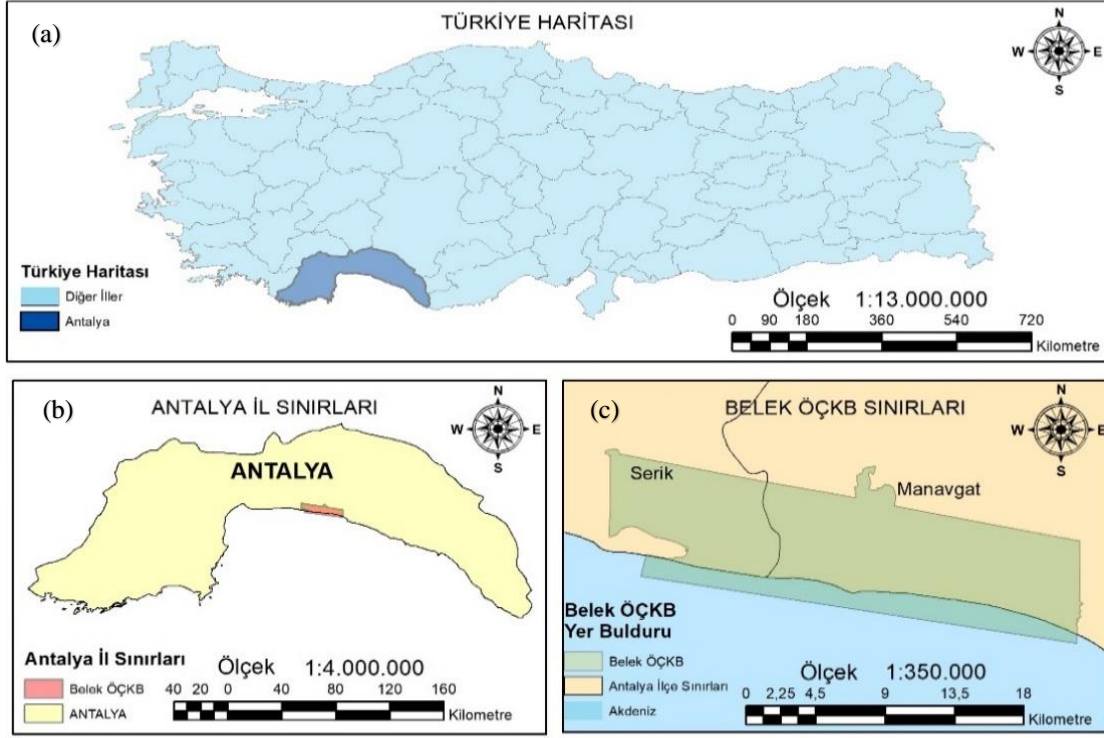 (a)
TÜRKİYE HARİTASI
N
W E
S
Türkiye Haritası
Diğer İller
Antalya
Ölçek 1:13.000.000
0 90 180 360 540 720
Kilometre
(b)
ANTALYA İL SINIRLARI
N
W E
S
ANTALYA
Antalya İl Sınırları
Belek ÖÇKB
ANTALYA
Ölçek 1:4.000.000
40 20 0 40 80 120 160
Kilometre
(c)
BELEK ÖÇKB SINIRLARI
N
W E
S
Serik
Manavgat
Belek ÖÇKB
Yer Bulduru
Belek ÖÇKB
Antalya İlçe Sınırları
Akdeniz
Ölçek 1:350.000
0 2,25 4,5 9 13,5 18
Kilometre